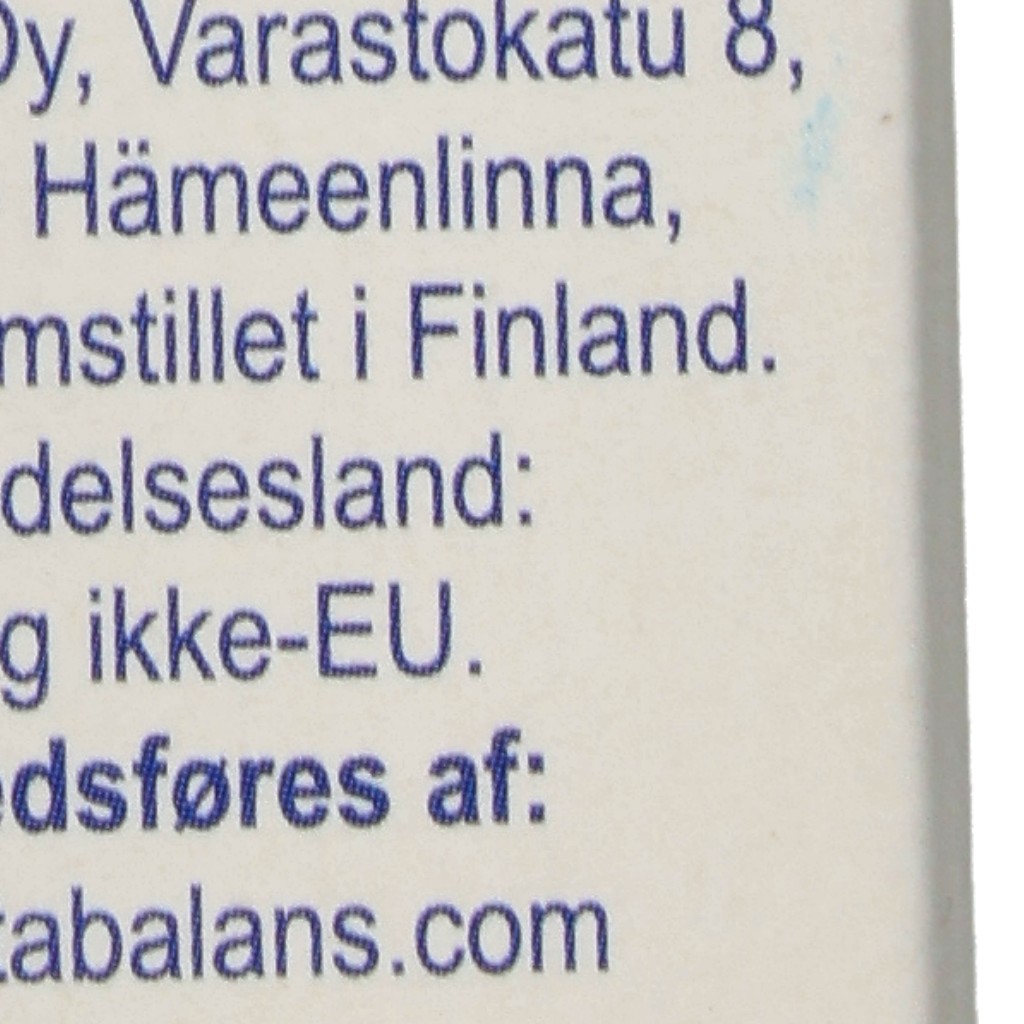 Oy, Varastokatu 8,
Hämeenlinna,
mstillet i Finland.
delsesland:
g ikke-EU.
edsføres af:
tabalans.com